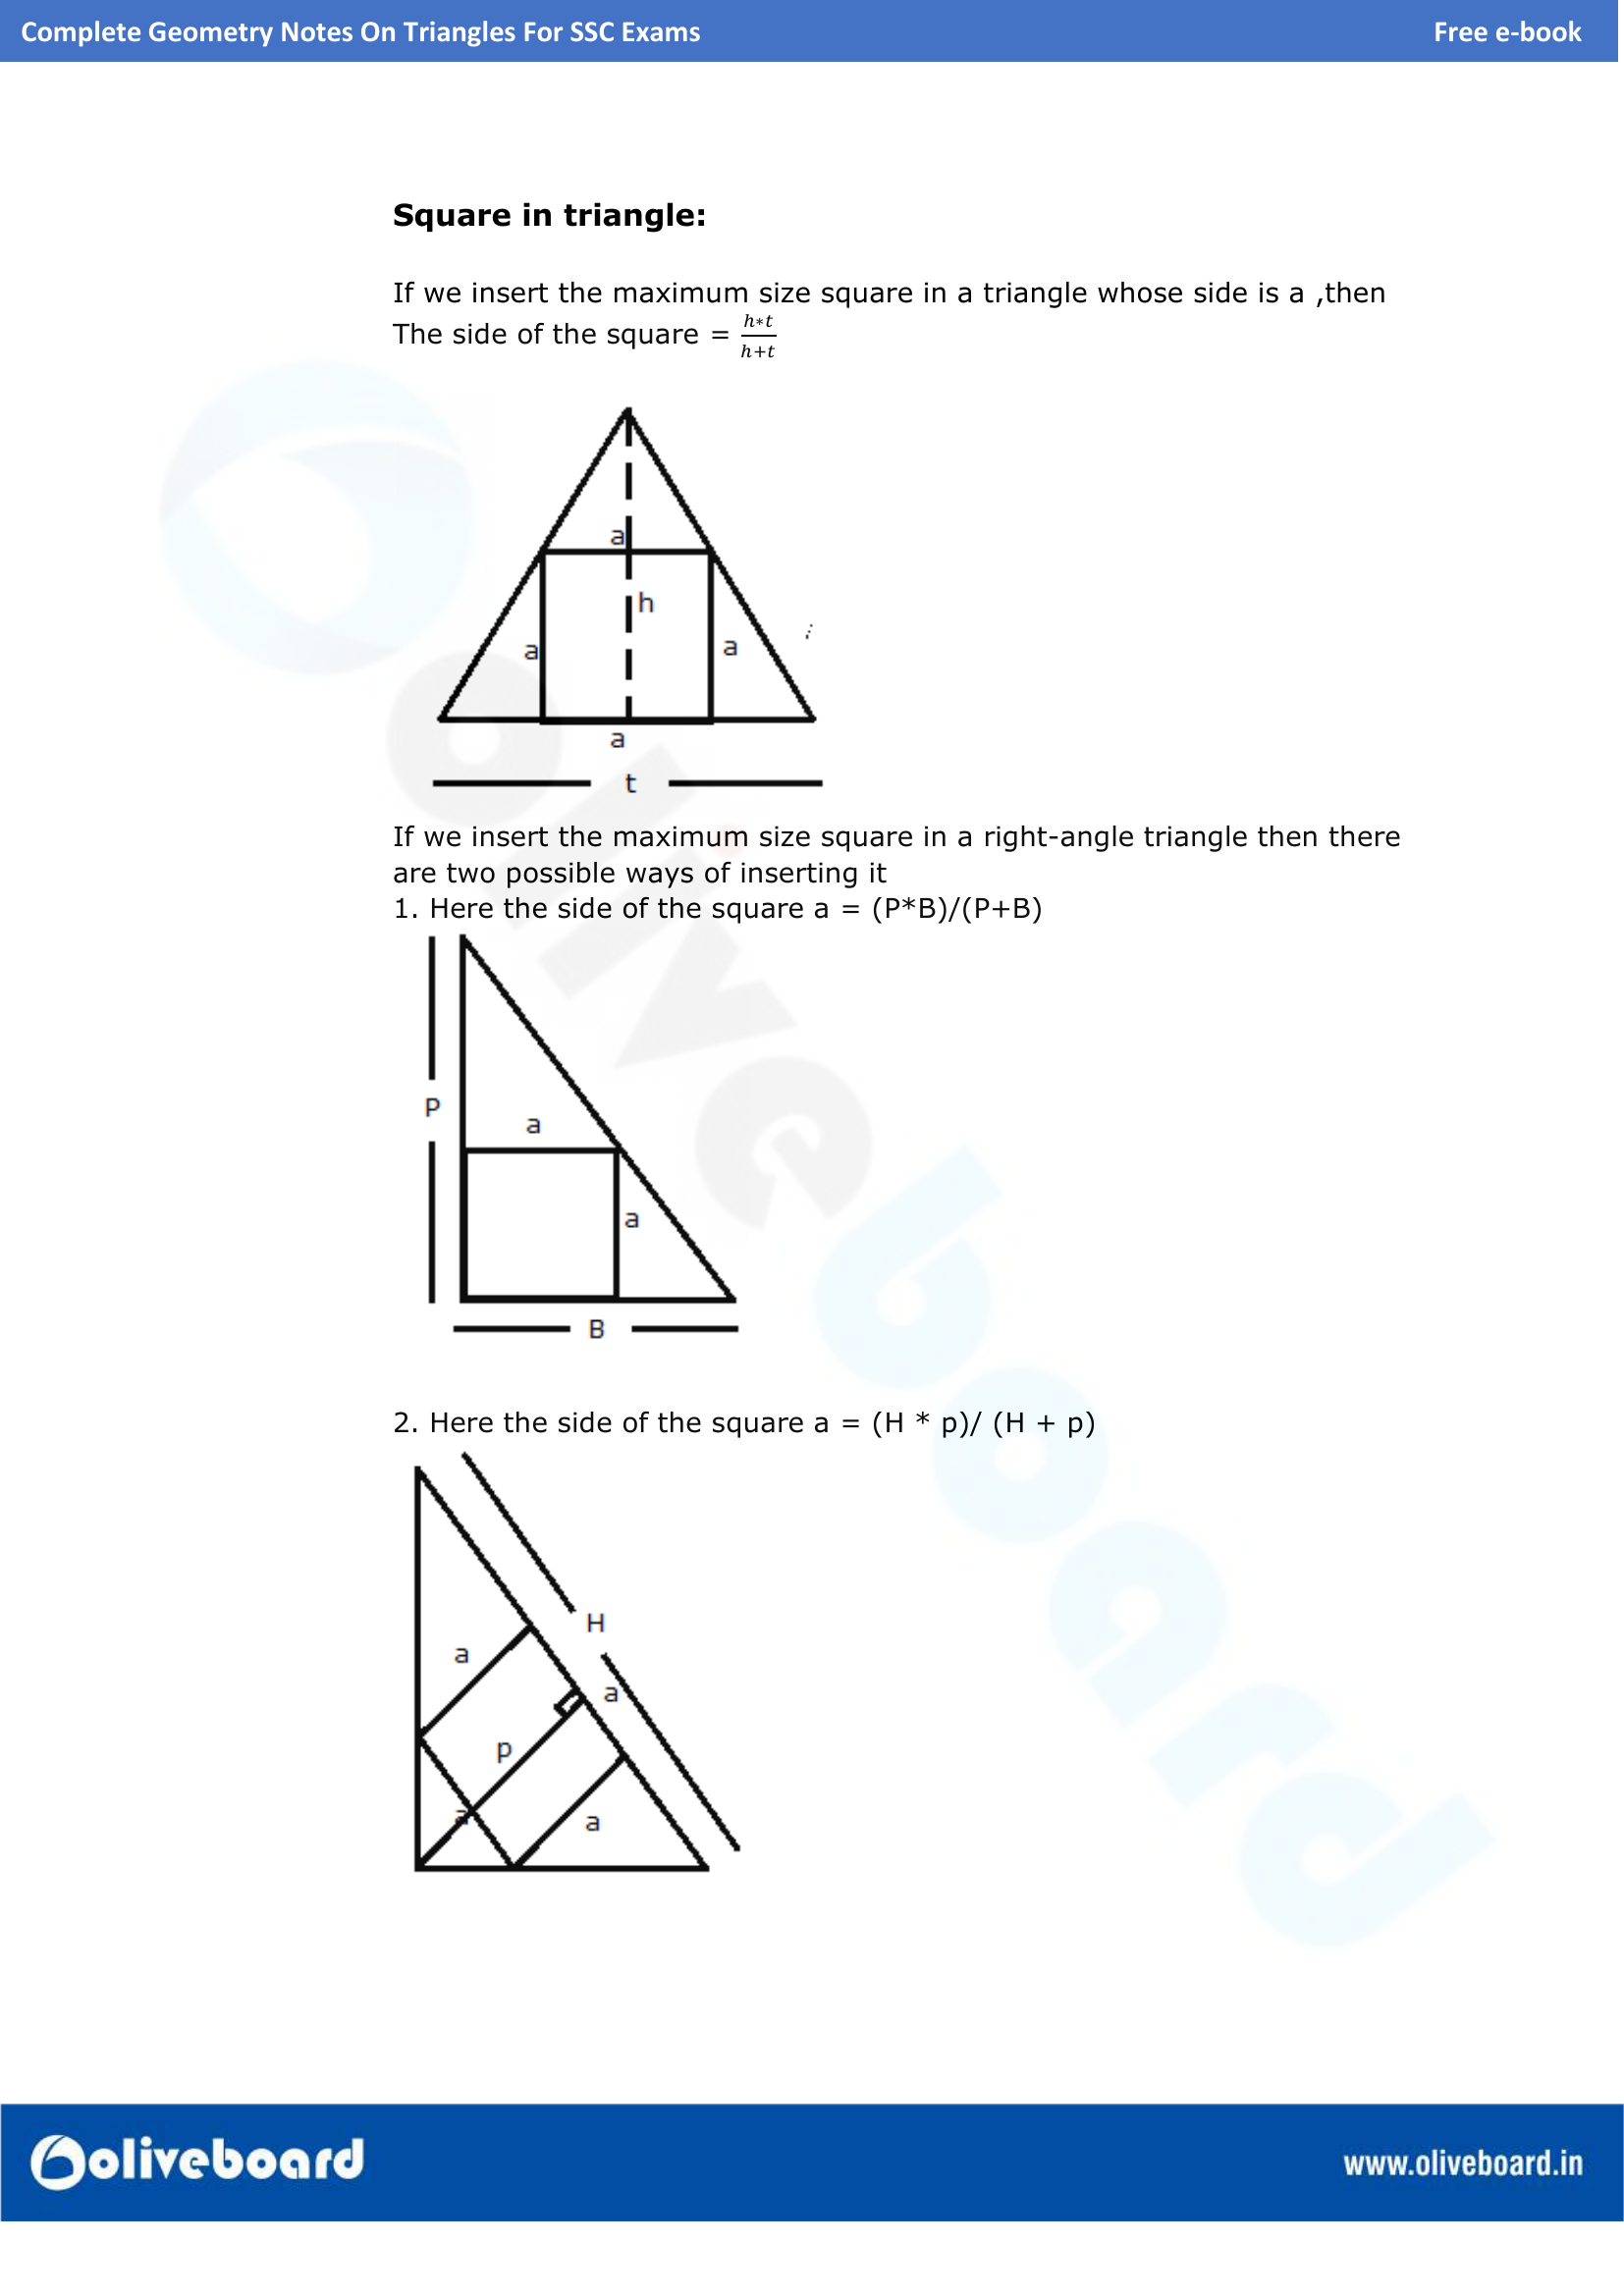 Complete Geometry Notes On Triangles For SSC Exams Free e-book
Square in triangle:
If we insert the maximum size square in a triangle whose side is a ,then
The side of the square = h*t/h+t
a
h
a a
a
t
If we insert the maximum size square in a right-angle triangle then there
are two possible ways of inserting it
1. Here the side of the square a = (P*B)/(P+B)
P
a
a
B
2. Here the side of the square a = (H * p)/ (H + p)
H
a
a
p
a
a
oliveboard
oliveboard www.oliveboard.in